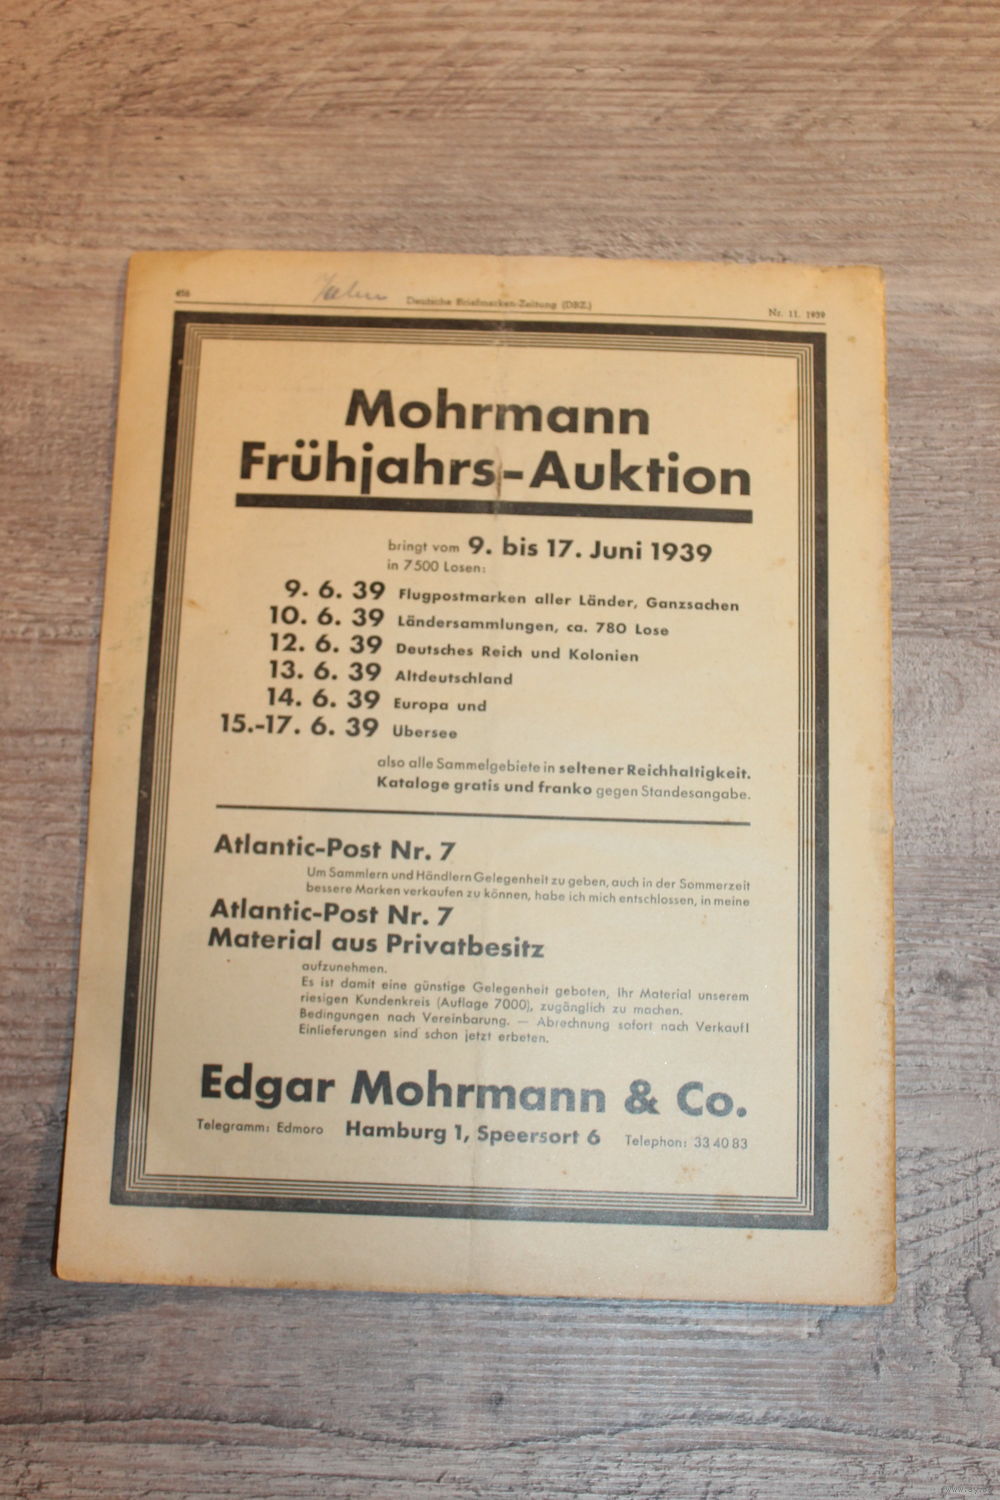 416
Deutsche Briefmarken-Zeitung (DBZ.)
Nr. 11. 1939
Mohrmann
Frühjahrs-Auktion
bringt vom 9. bis 17. Juni 1939
in 7500 Losen:
9. 6. 39 Flugpostmarken aller Länder, Ganzsachen
10. 6. 39 Ländersammlungen, ca. 780 Lose
12. 6. 39 Deutsches Reich und Kolonien
13. 6. 39 Altdeutschland
14. 6. 39 Europa und
15.-17. 6. 39 Ubersee
also alle Sammelgebiete in seltener Reichhaltigkeit.
Kataloge gratis und franko gegen Standesangabe.
Atlantic-Post Nr. 7
Um Sammlern und Händlern Gelegenheit zu geben, auch in der Sommerzeit
bessere Marken verkaufen zu können, habe ich mich entschlossen, in meine
Atlantic-Post Nr. 7
Material aus Privatbesitz
aufzunehmen.
Es ist damit eine günstige Gelegenheit geboten, Ihr Material unserem
riesigen Kundenkreis (Auflage 7000), zugänglich zu machen.
Bedingungen nach Vereinbarung. — Abrechnung sofort nach Verkauf!
Einlieferungen sind schon jetzt erbeten.
Edgar Mohrmann & Co.
Telegramm: Edmoro Hamburg 1, Speersort 6 Telephon: 33 40 83